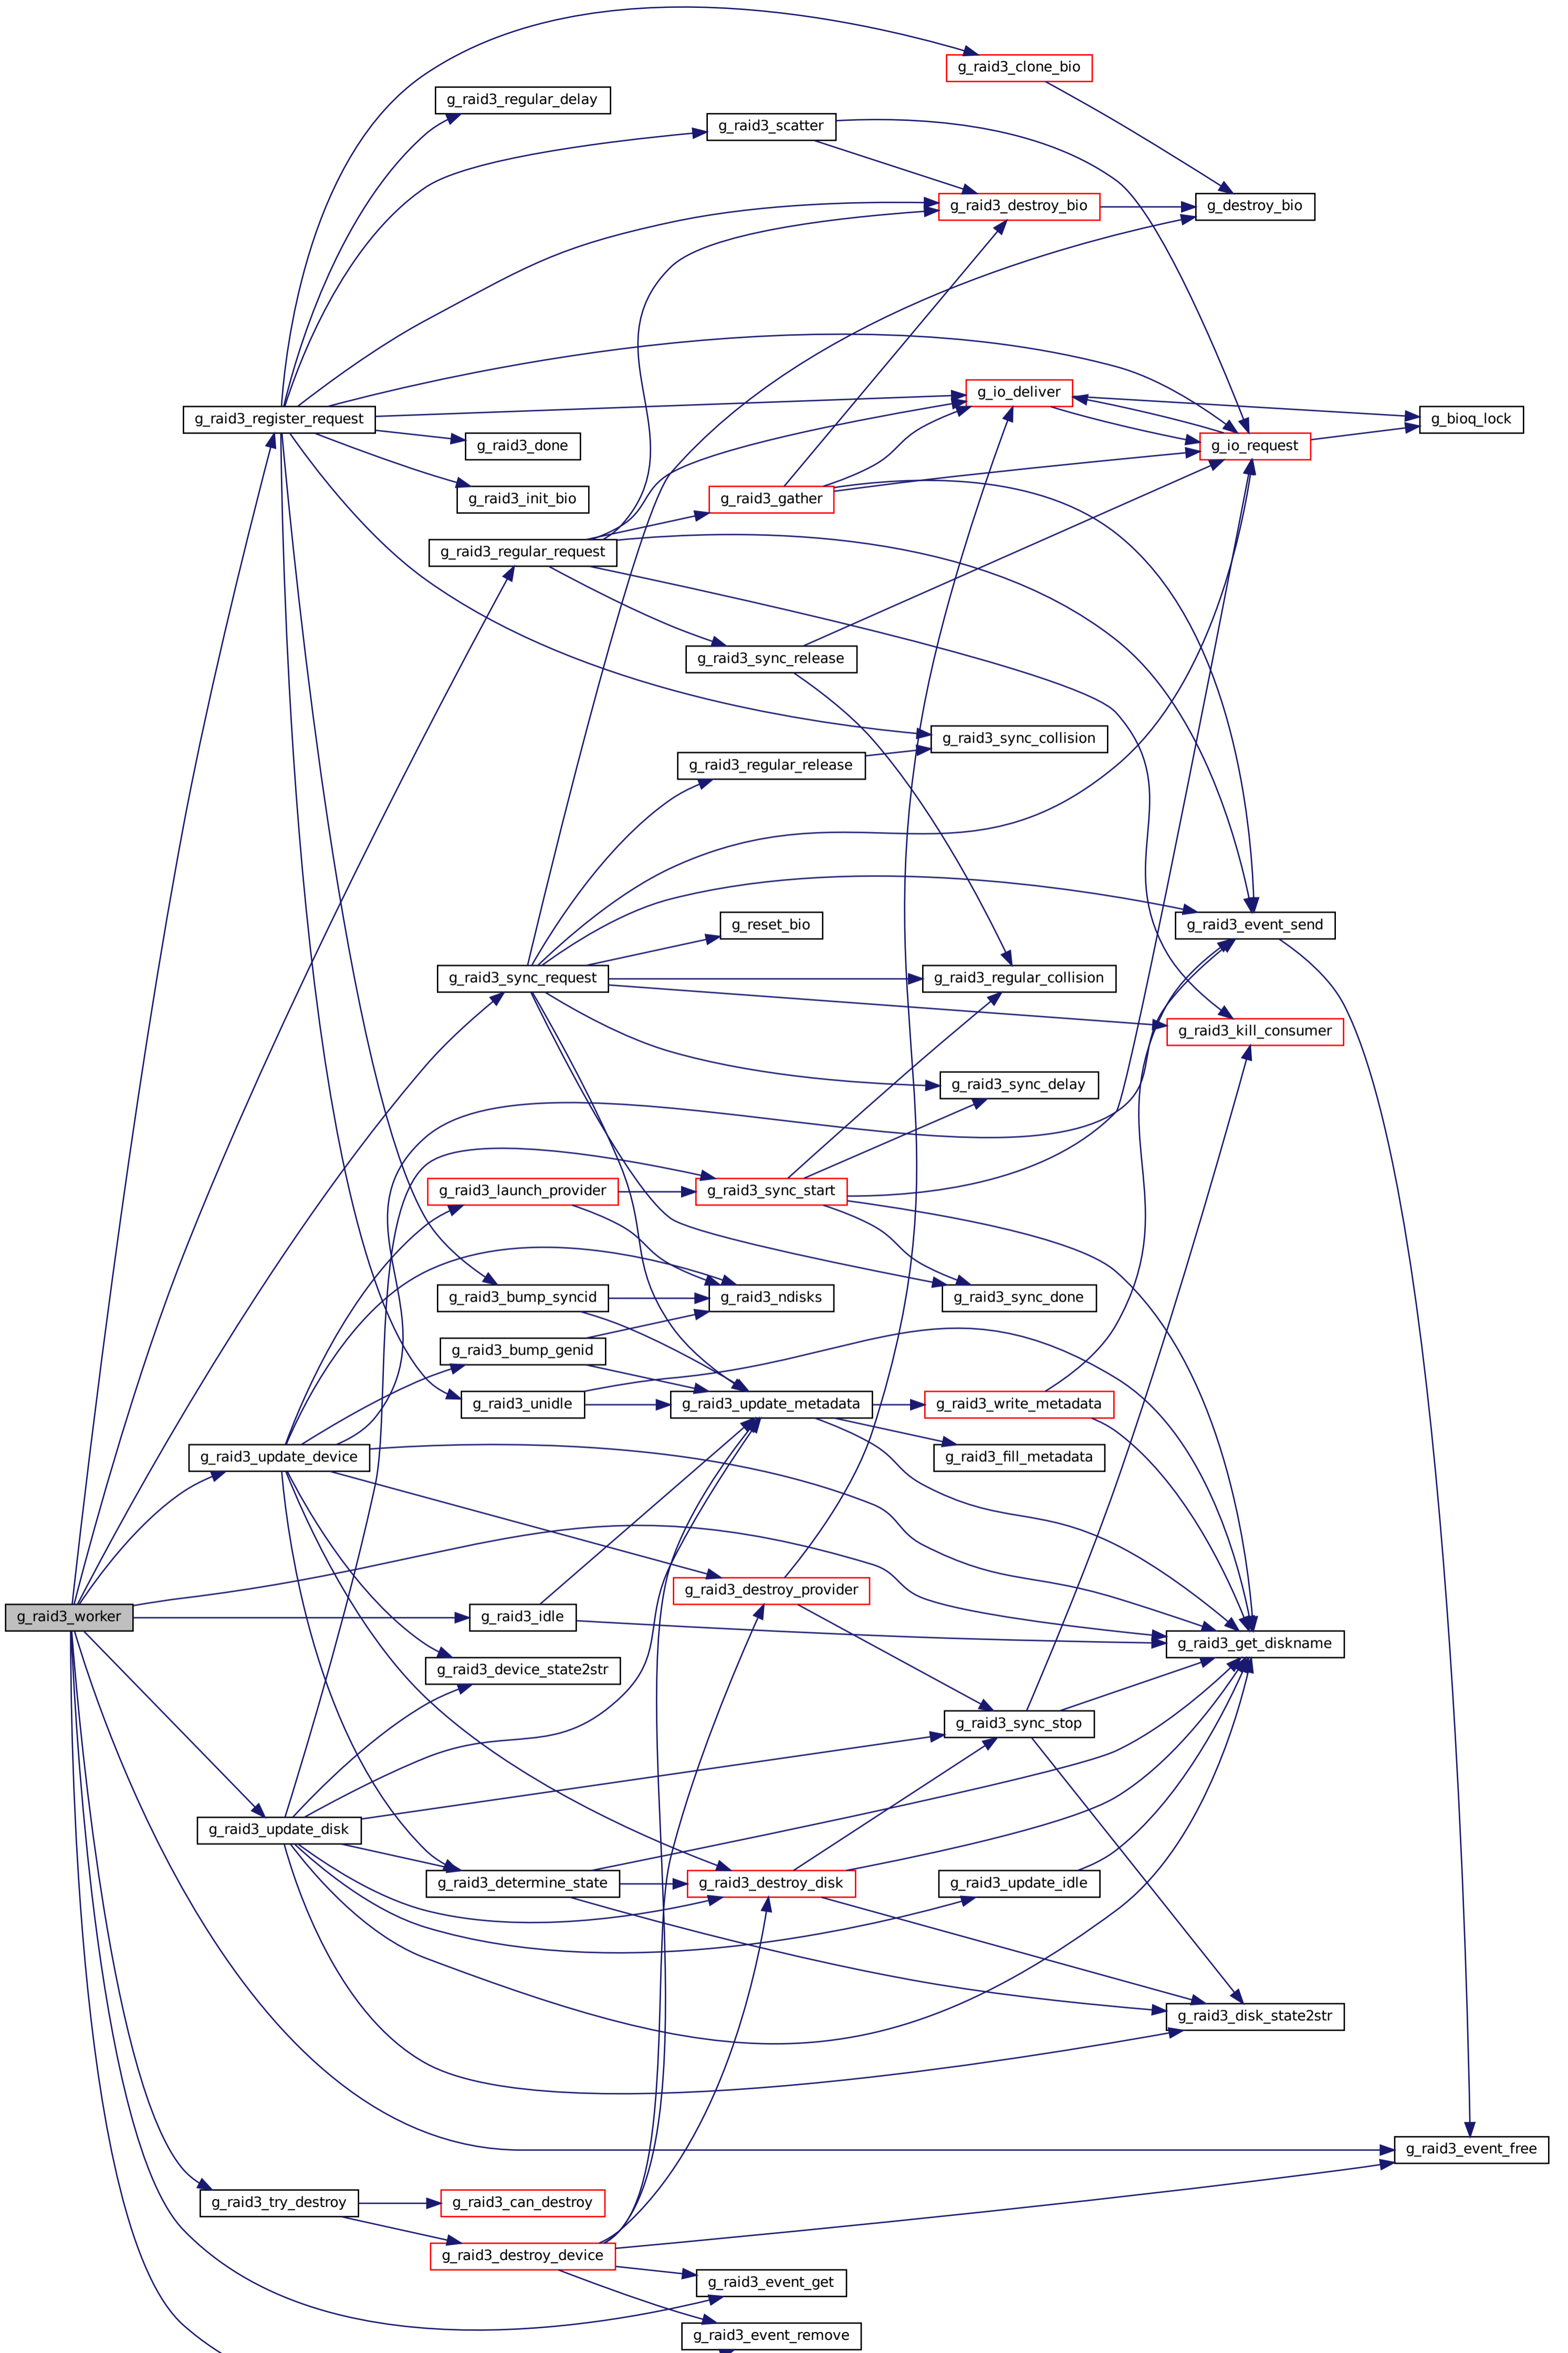 g_raid3_clone_bio
g_raid3_regular_delay
g_raid3_scatter
g_raid3_destroy_bio
g_destroy_bio
g_io_deliver
g_raid3_register_request
g_bioq_lock
g_raid3_done
g_io_request
g_raid3_init_bio
g_raid3_gather
g_raid3_regular_request
g_raid3_sync_release
g_raid3_sync_collision
g_raid3_regular_release
g_reset_bio
g_raid3_event_send
g_raid3_sync_request
g_raid3_regular_collision
g_raid3_kill_consumer
g_raid3_sync_delay
g_raid3_launch_provider
g_raid3_sync_start
g_raid3_bump_syncid
g_raid3_ndisks
g_raid3_sync_done
g_raid3_bump_genid
g_raid3_unidle
g_raid3_update_metadata
g_raid3_write_metadata
g_raid3_update_device
g_raid3_fill_metadata
g_raid3_destroy_provider
g_raid3_worker
g_raid3_idle
g_raid3_get_diskname
g_raid3_device_state2str
g_raid3_sync_stop
g_raid3_update_disk
g_raid3_determine_state
g_raid3_destroy_disk
g_raid3_update_idle
g_raid3_disk_state2str
g_raid3_event_free
g_raid3_try_destroy
g_raid3_can_destroy
g_raid3_destroy_device
g_raid3_event_get
g_raid3_event_remove